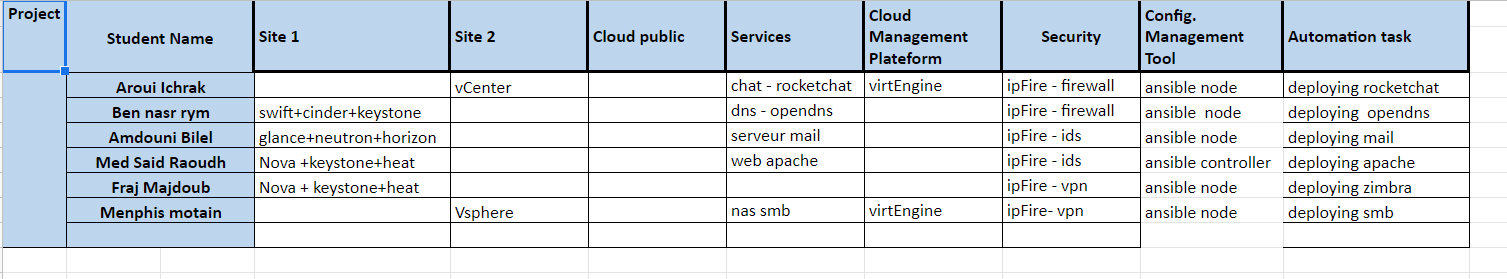 Project Student Name Site 1 Site 2 Cloud public Services Cloud Management Plateform Security Config. Management Tool Automation task
Aroui Ichrak vCenter chat - rocketchat virtEngine ipFire - firewall ansible node deploying rocketchat
Ben nasr rym swift+cinder+keystone dns - opendns ipFire - firewall ansible  node deploying  opendns
Amdouni Bilel glance+neutron+horizon serveur mail ipFire - ids ansible node deploying mail
Med Said Raoudh Nova +keystone+heat web apache ipFire - ids ansible controller deploying apache
Fraj Majdoub Nova + keystone+heat ipFire - vpn ansible node deploying zimbra
Menphis motain Vsphere nas smb virtEngine ipFire- vpn ansible node deploying smb